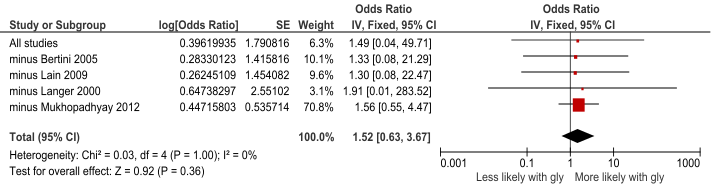 Odds Ratio Odds Ratio
Study or Subgroup log[Odds Ratio] SE Weight IV, Fixed, 95% CI IV, Fixed, 95% CI
All studies 0.39619935 1.790816 6.3% 1.49 [0.04, 49.71]
minus Bertini 2005 0.28330123 1.415816 10.1% 1.33 [0.08, 21.29]
minus Lain 2009 0.26245109 1.454082 9.6% 1.30 [0.08, 22.47]
minus Langer 2000 0.64738297 2.55102 3.1% 1.91 [0.01, 283.52]
minus Mukhopadhyay 2012 0.44715803 0.535714 70.8% 1.56 [0.55, 4.47]
Total (95% CI) 100.0% 1.52 [0.63, 3.67]
Heterogeneity: Chi² = 0.03, df = 4 (P = 1.00); I² = 0%
Test for overall effect: Z = 0.92 (P = 0.36)
0.001 0.1 1 10 1000
Less likely with gly More likely with gly